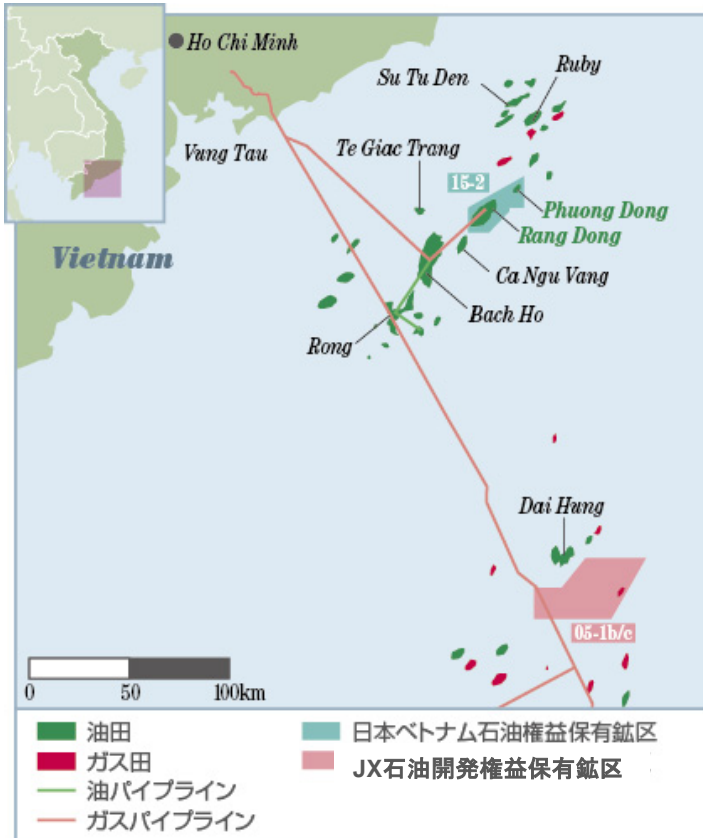 Ho Chi Minh
Su Tu Den
Ruby
Vung Tau
Te Giac Trang
15-2
Phuong Dong
Rang Dong
Vietnam
Ca Ngu Vang
Bach Ho
Rong
Dai Hung
05-1b/c
0 50 100km
油田
ガス田
油パイプライン
ガスパイプライン
日本ベトナム石油権益保有鉱区
JX石油開発権益保有鉱区